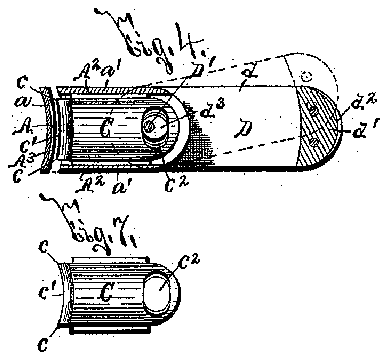 Fig. 4.
c A² a' D' d
a
A C d³ D d²
c' d'
A³
c A² a' c²
Fig. 7.
c c²
c' C
c